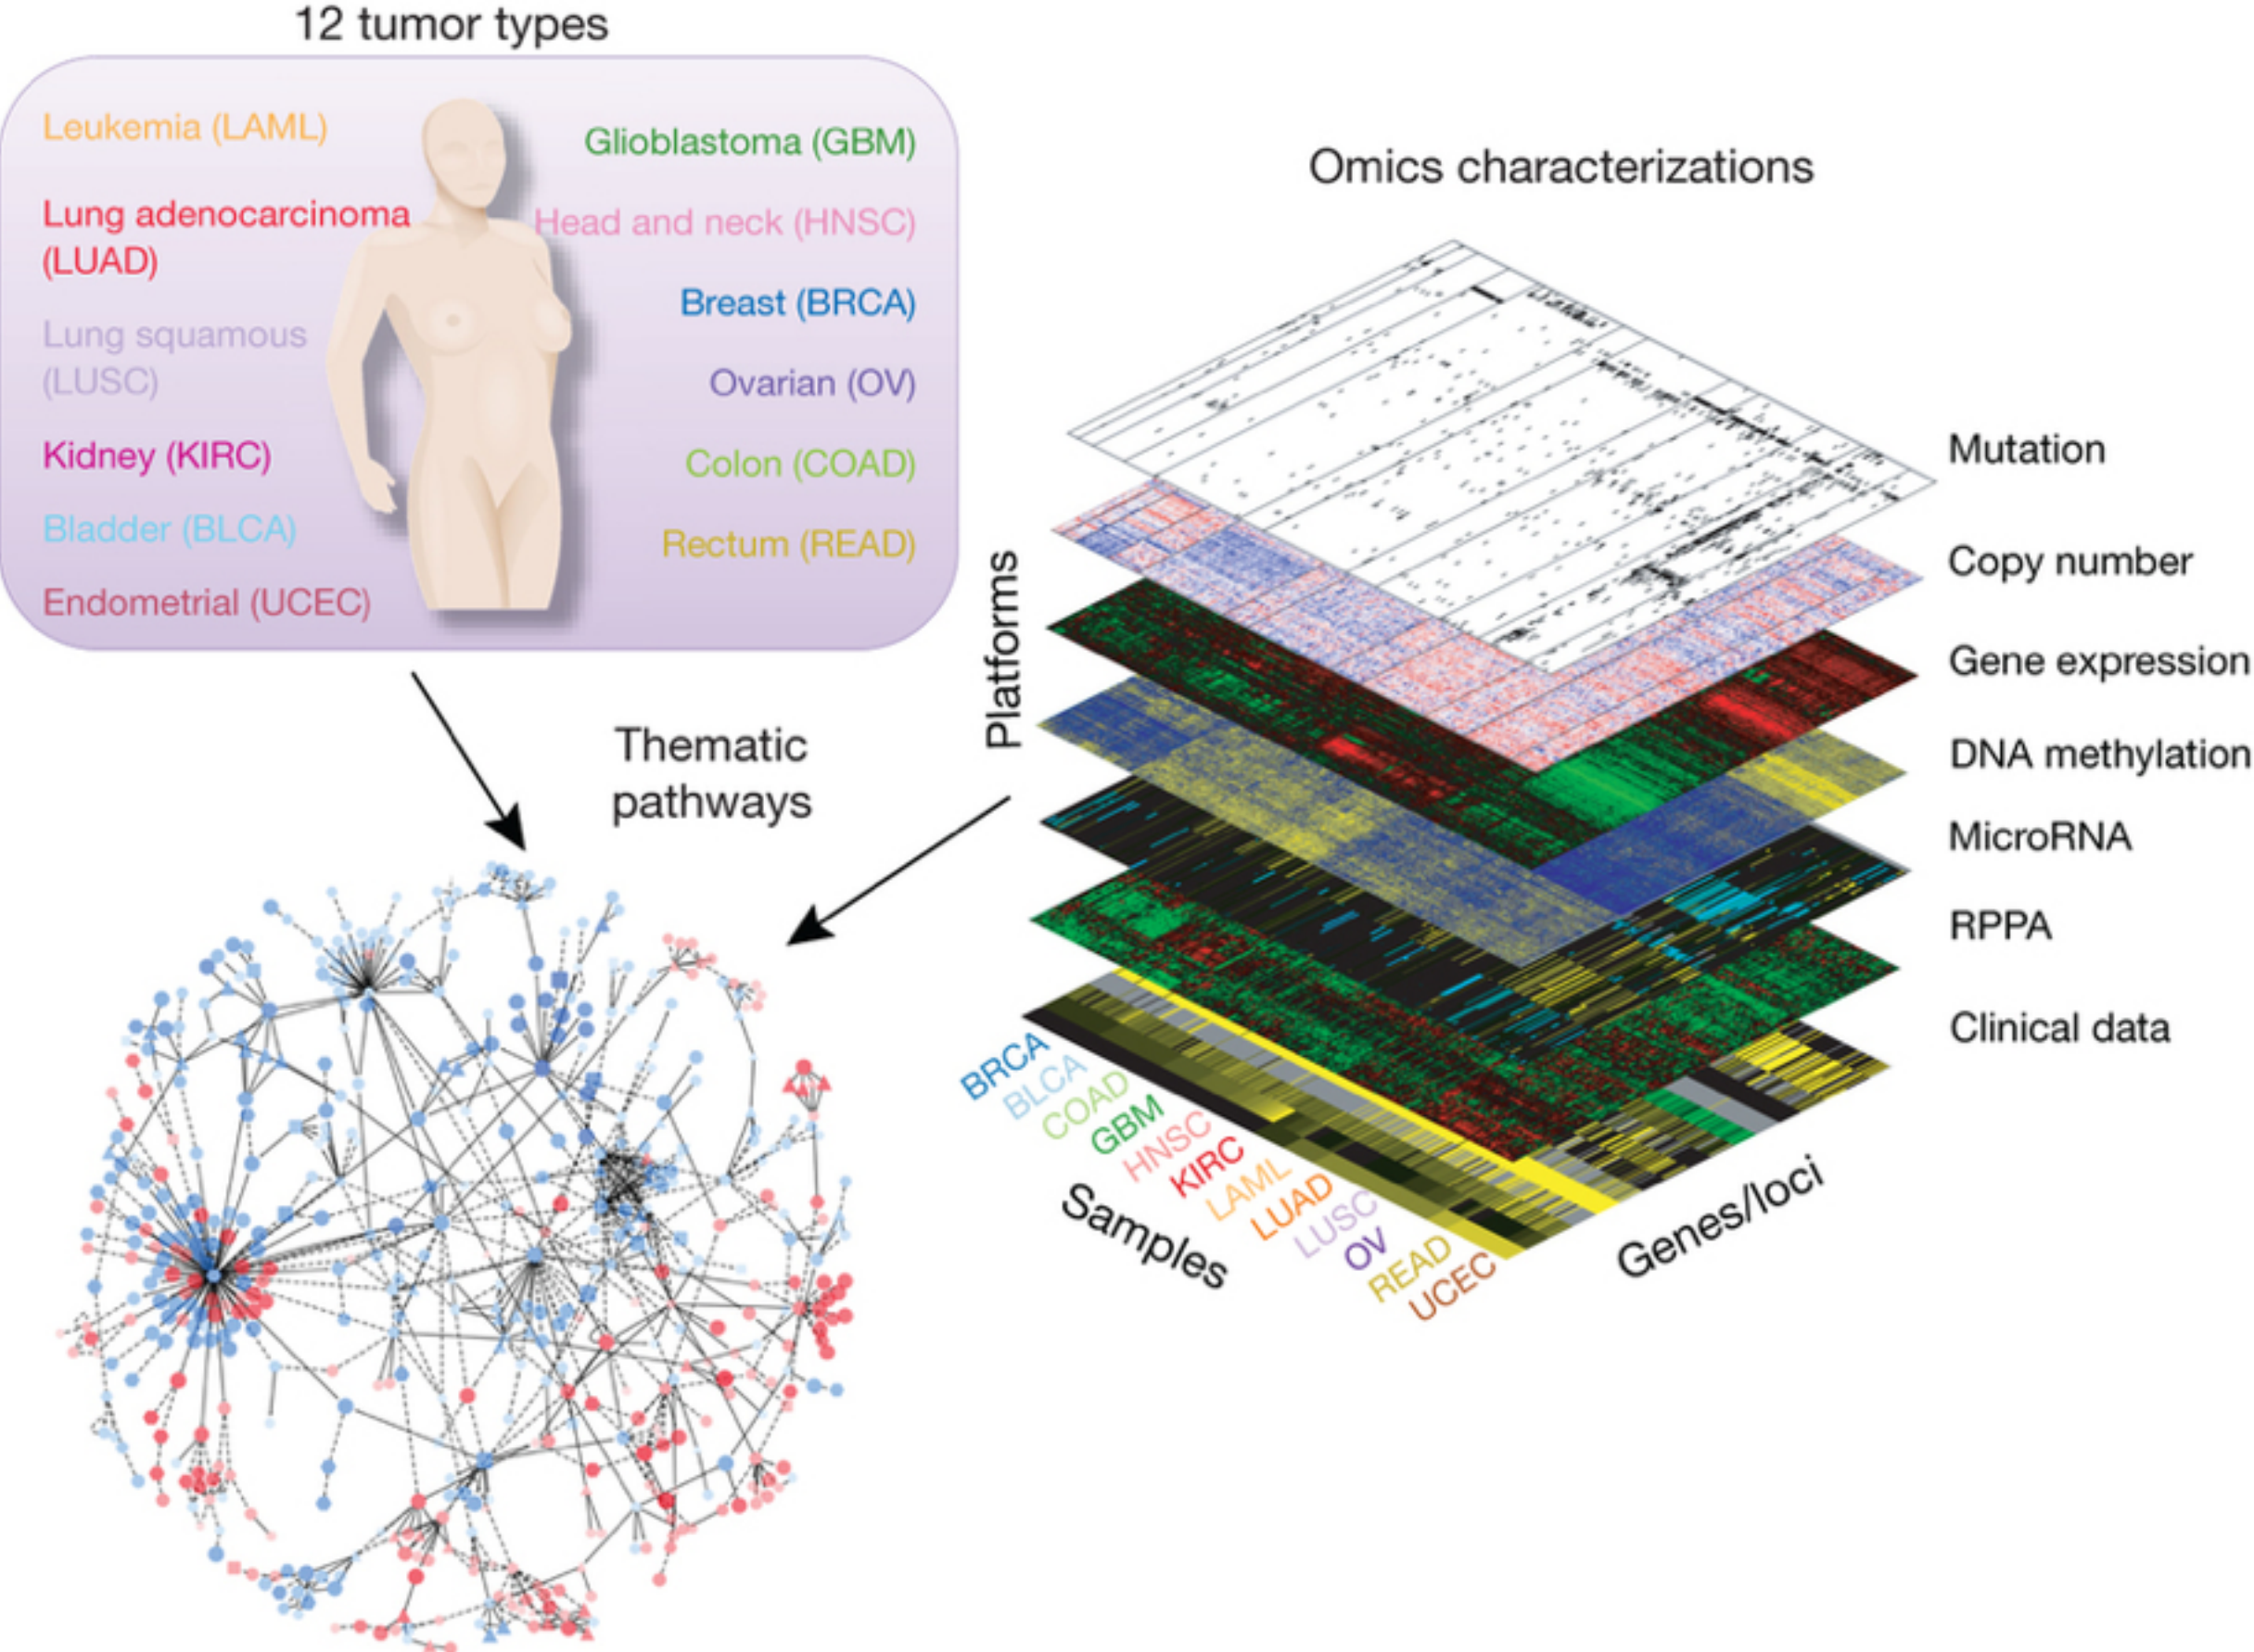 12 tumor types
Leukemia (LAML)
Lung adenocarcinoma
(LUAD)
Lung squamous
(LUSC)
Kidney (KIRC)
Bladder (BLCA)
Endometrial (UCEC)
Glioblastoma (GBM)
Head and neck (HNSC)
Breast (BRCA)
Ovarian (OV)
Colon (COAD)
Rectum (READ)
Thematic
pathways
Omics characterizations
Platforms
Mutation
Copy number
Gene expression
DNA methylation
MicroRNA
RPPA
Clinical data
BRCA
BLCA
COAD
GBM
HNSC
KIRC
LAML
LUAD
LUSC
OV
READ
UCEC
Samples
Genes/loci